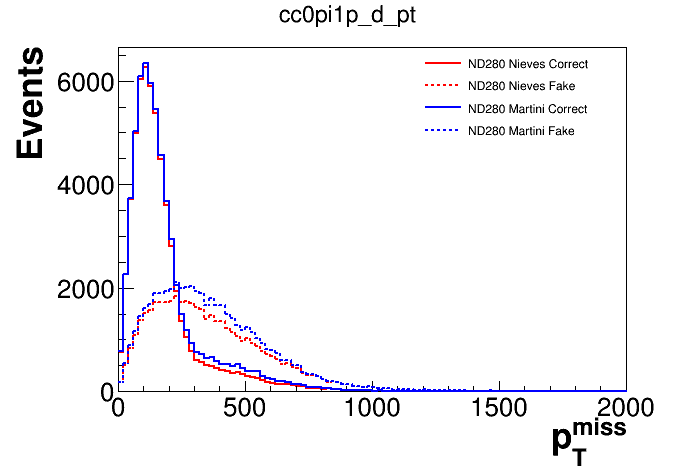 cc0pi1p_d_pt
Events
6000
4000
2000
0
ND280 Nieves Correct
ND280 Nieves Fake
ND280 Martini Correct
ND280 Martini Fake
0 500 1000 1500 2000
p_T^miss